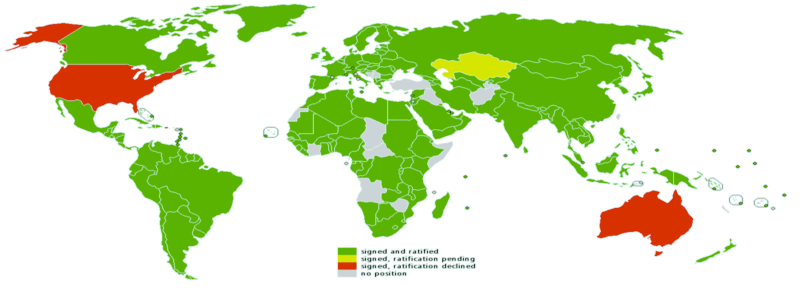 signed and ratified
signed, ratification pending
signed, ratification declined
no position